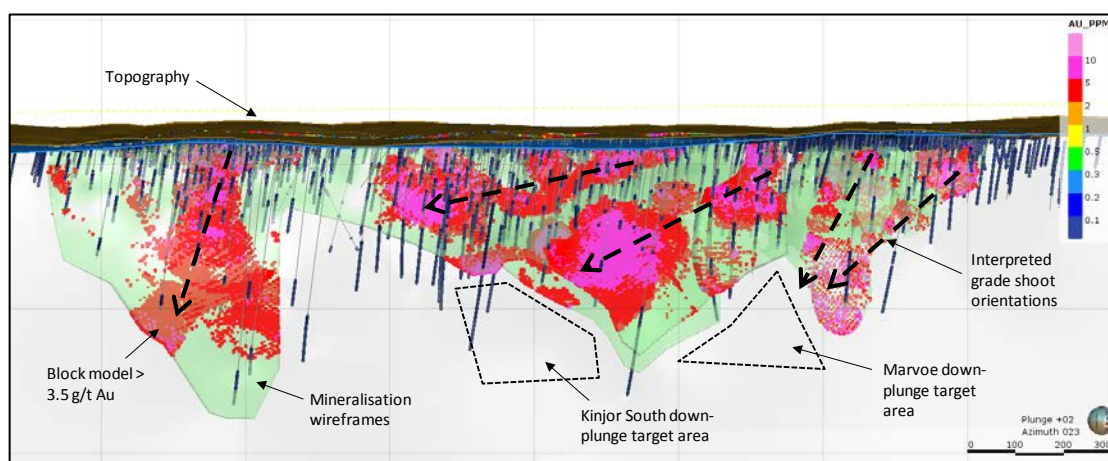 AU_PPM
Topography
10
5
2
1
0.5
0.3
0.2
0.1
Interpreted
grade shoot
orientations
Block model >
3.5 g/t Au
Mineralisation
wireframes
Kinjor South down-
plunge target area
Marvoe down-
plunge target
area
Plunge +02
Azimuth 023
0 100 200 300